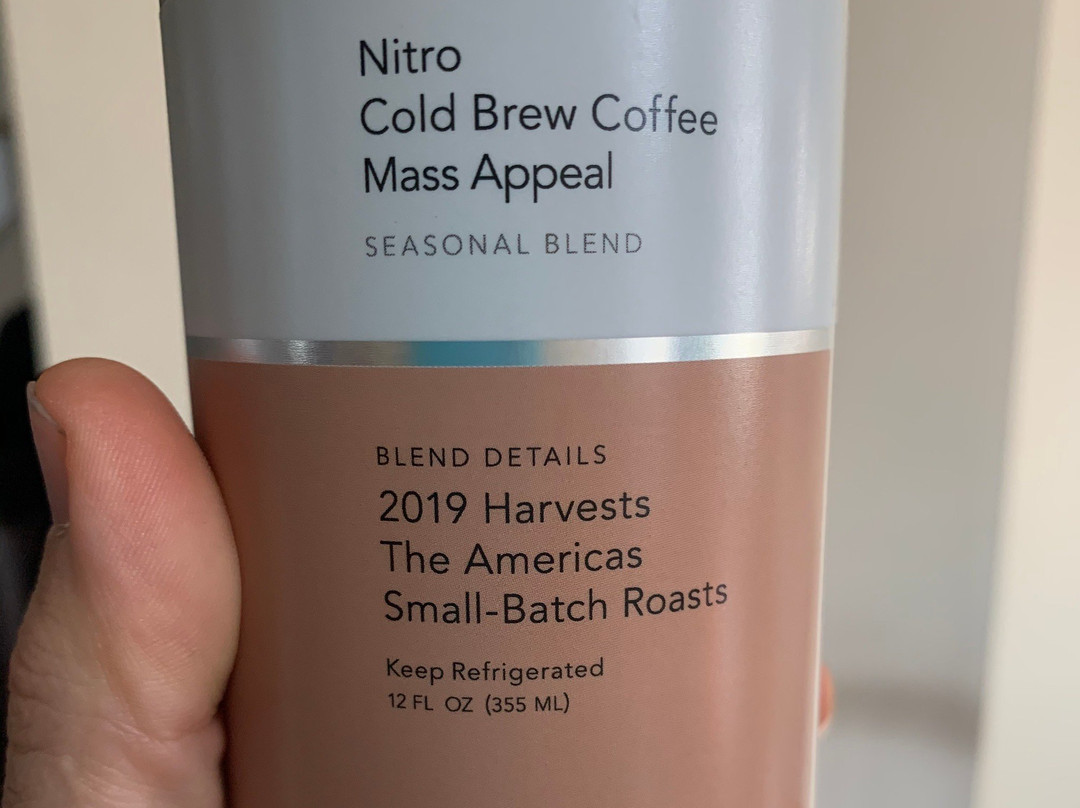 Nitro
Cold Brew Coffee
Mass Appeal
SEASONAL BLEND
BLEND DETAILS
2019 Harvests
The Americas
Small-Batch Roasts
Keep Refrigerated
12 FL OZ (355 ML)